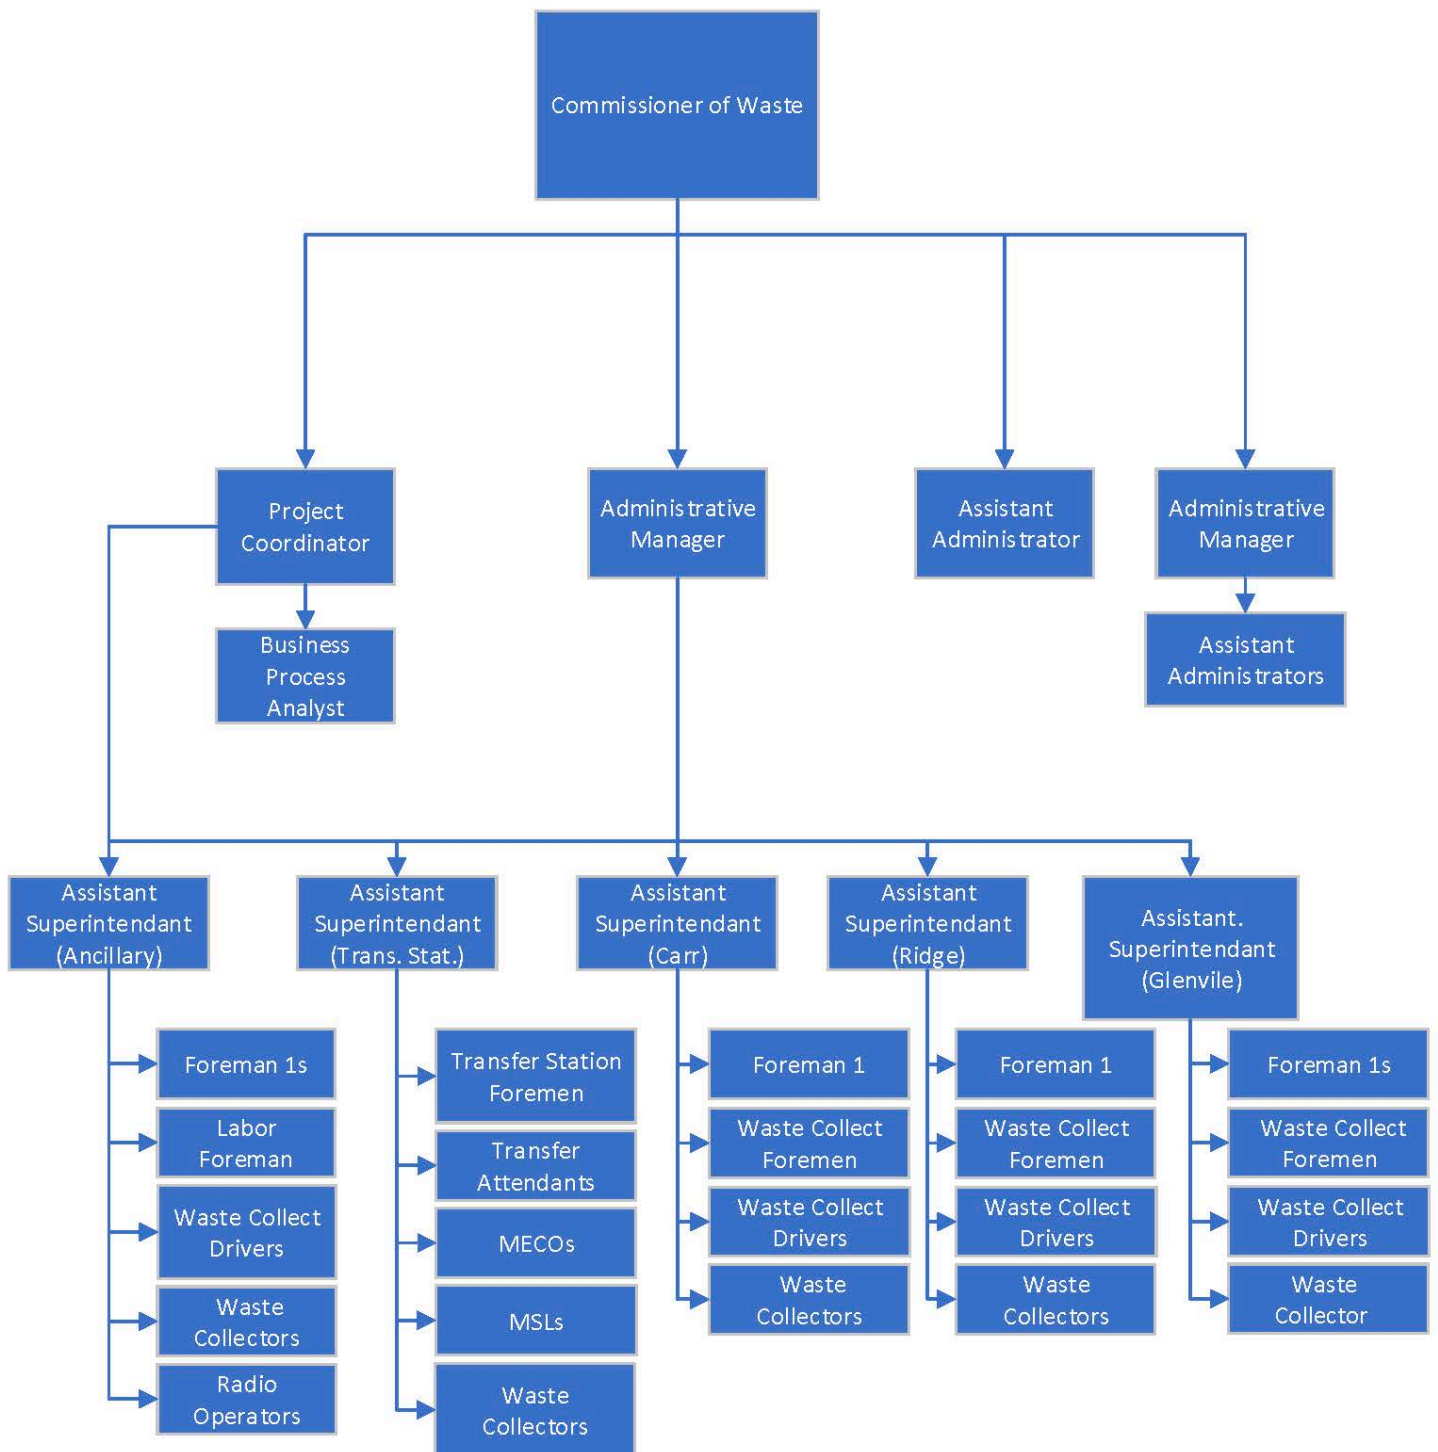 Commissioner of Waste
Project
Coordinator
Administrative
Manager
Assistant
Administrator
Administrative
Manager
Business
Process
Analyst
Assistant
Administrators
Assistant
Superintendant
(Ancillary)
Assistant
Superintendant
(Trans. Stat.)
Assistant
Superintendant
(Carr)
Assistant
Superintendant
(Ridge)
Assistant.
Superintendant
(Glenvile)
Foreman 1s
Labor
Foreman
Waste Collect
Drivers
Waste
Collectors
Radio
Operators
Transfer Station
Foremen
Transfer
Attendants
MECOs
MSLs
Waste
Collectors
Foreman 1
Waste Collect
Foremen
Waste Collect
Drivers
Waste
Collectors
Foreman 1
Waste Collect
Foremen
Waste Collect
Drivers
Waste
Collectors
Foreman 1s
Waste Collect
Foremen
Waste Collect
Drivers
Waste
Collector